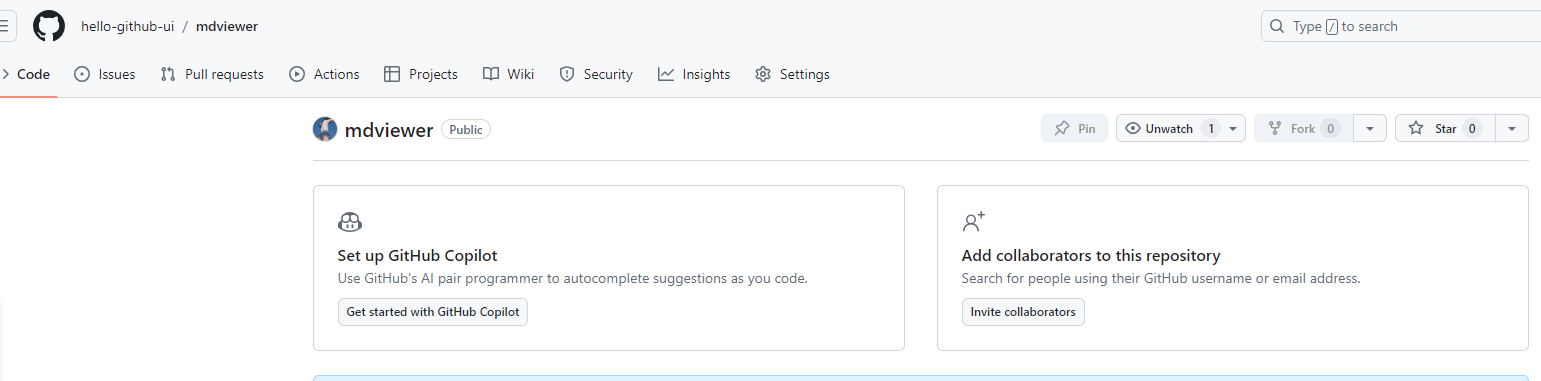 hello-github-ui / mdviewer
Type / to search
Code Issues Pull requests Actions Projects Wiki Security Insights Settings
mdviewer Public
Pin Unwatch 1 Fork 0 Star 0
Set up GitHub Copilot
Use GitHub's AI pair programmer to autocomplete suggestions as you code.
Get started with GitHub Copilot
Add collaborators to this repository
Search for people using their GitHub username or email address.
Invite collaborators